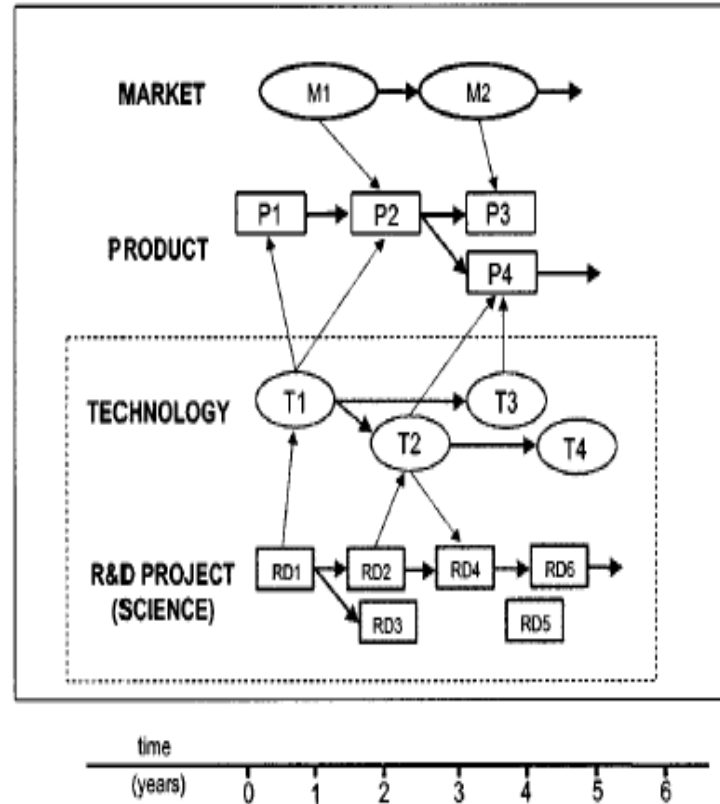 MARKET
M1
M2
P1
P2
P3
PRODUCT
P4
TECHNOLOGY
T1
T3
T2
T4
R&D PROJECT
(SCIENCE)
RD1
RD2
RD4
RD6
RD3
RD5
time
(years)
0 1 2 3 4 5 6